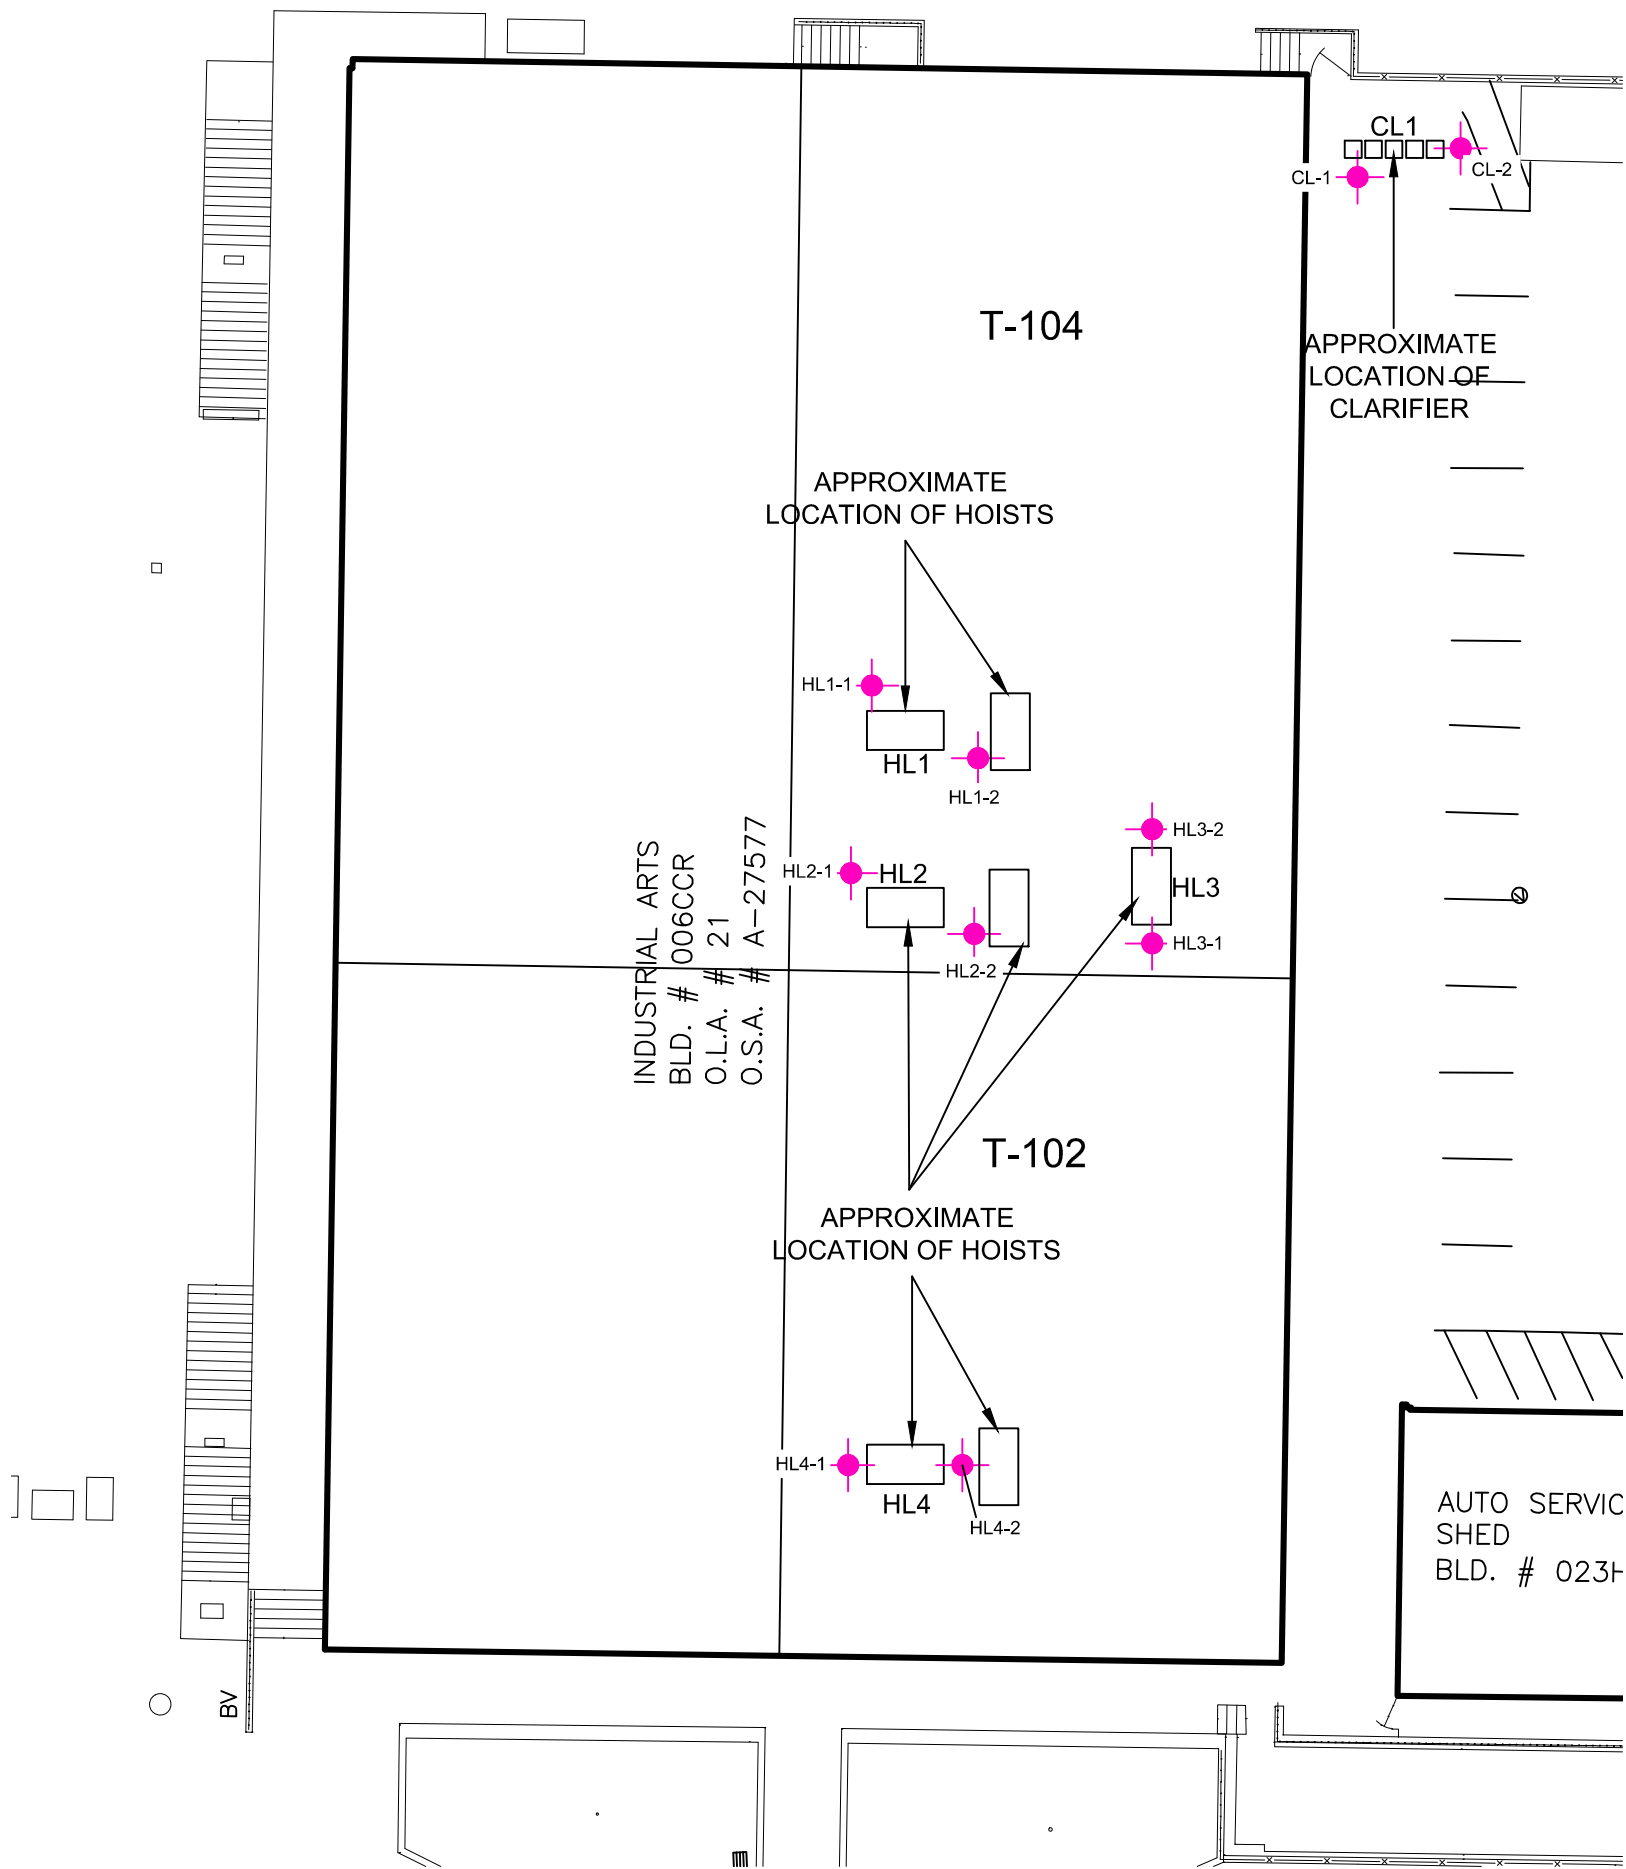 CL1
CL-1
CL-2
T-104
APPROXIMATE
LOCATION OF
CLARIFIER
APPROXIMATE
LOCATION OF HOISTS
HL1-1
HL1
HL1-2
HL3-2
HL2-1
HL2
HL3
HL3-1
HL2-2
INDUSTRIAL ARTS
BLD. # 006CCR
O.L.A. # 21
O.S.A. # A-27577
T-102
APPROXIMATE
LOCATION OF HOISTS
HL4-1
HL4
HL4-2
AUTO SERVIC
SHED
BLD. # 023H
BV